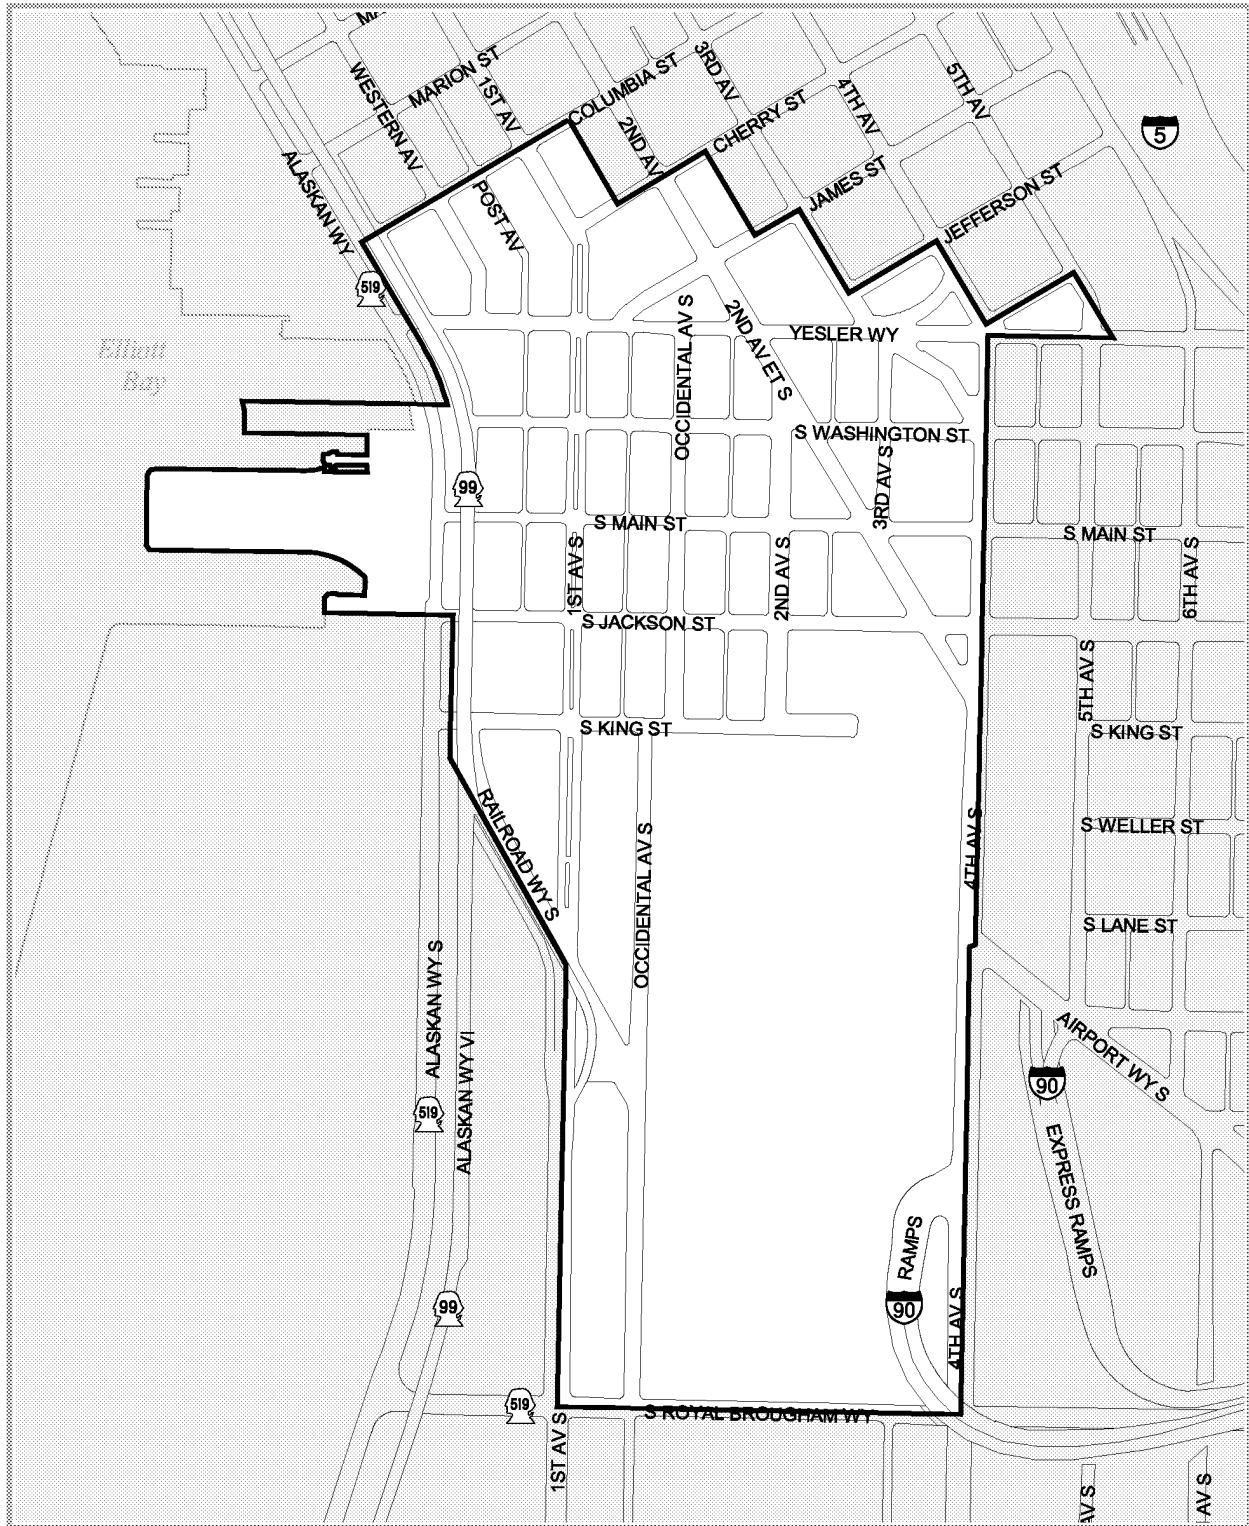 MARION ST
COLUMBIA ST
3RD AV
5TH AV
WESTERN AV
1ST AV
2ND AV
CHERRY ST
4TH AV
5
ALASKAN WY
POST AV
JAMES ST
JEFFERSON ST
519
Elliott
Bay
OCCIDENTAL AV S
2ND AV ET S
YESLER WY
S WASHINGTON ST
99
3RD AV S
S MAIN ST
S MAIN ST
1ST AV S
2ND AV S
6TH AV S
S JACKSON ST
5TH AV S
S KING ST
S KING ST
RAILROAD WY S
OCCIDENTAL AV S
4TH AV S
S WELLER ST
S LANE ST
ALASKAN WY S
ALASKAN WY VI
AIRPORT WY S
90
519
EXPRESS RAMPS
RAMPS
99
90
4TH AV S
519
S ROYAL BROUGHAM WY
1ST AV S
AV S
AV S